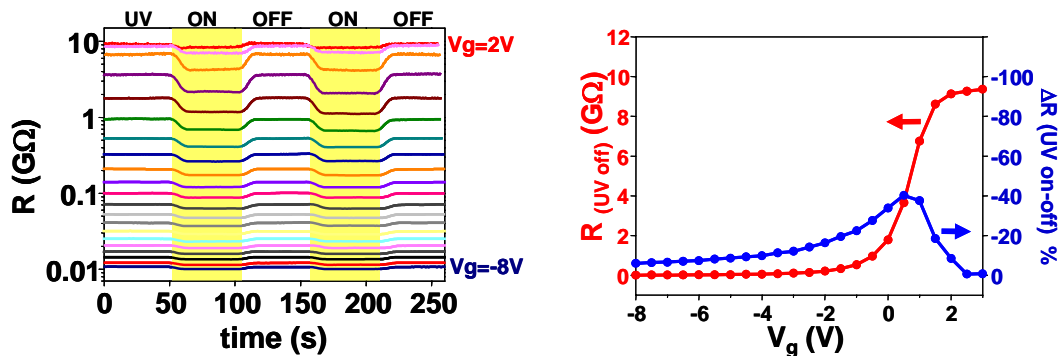 UV ON OFF ON OFF
10
1
0.1
0.01
R (GΩ)
Vg=2V
Vg=-8V
0 50 100 150 200 250
time (s)
12
10
8
6
4
2
0
R (UV off) (GΩ)
-100
-80
-60
-40
-20
-0
ΔR (UV on-off) %
-8 -6 -4 -2 0 2
Vg (V)